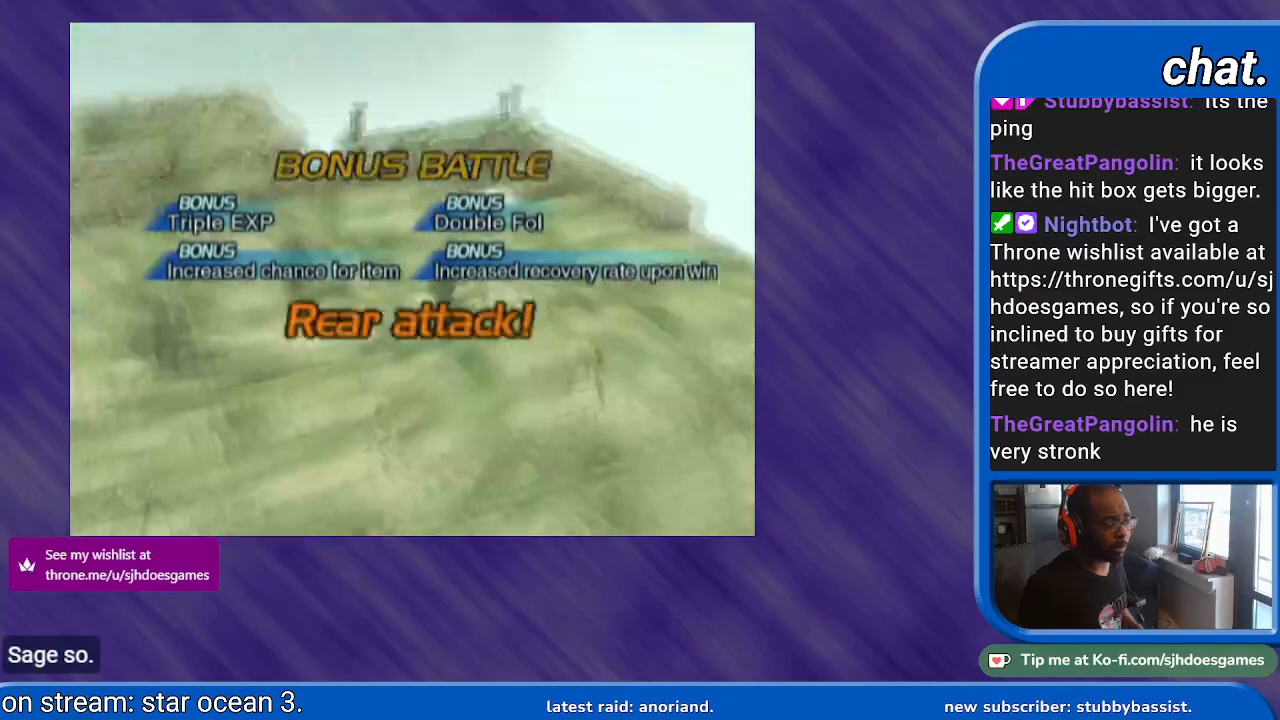 BONUS BATTLE
BONUS
Triple EXP
BONUS
Double Fol
BONUS
Increased chance for item
BONUS
Increased recovery rate upon win
Rear attack!
See my wishlist at
throne.me/u/sjhdoesgames
Sage so.
chat.
Stubbybassist: Its the
ping
TheGreatPangolin: it looks
like the hit box gets bigger.
Nightbot: I've got a
Throne wishlist available at
https://thronegifts.com/u/sj
hdoesgames, so if you're so
inclined to buy gifts for
streamer appreciation, feel
free to do so here!
TheGreatPangolin: he is
very stronk
Tip me at Ko-fi.com/sjhdoesgames
on stream: star ocean 3.
latest raid: anoriand.
new subscriber: stubbybassist.